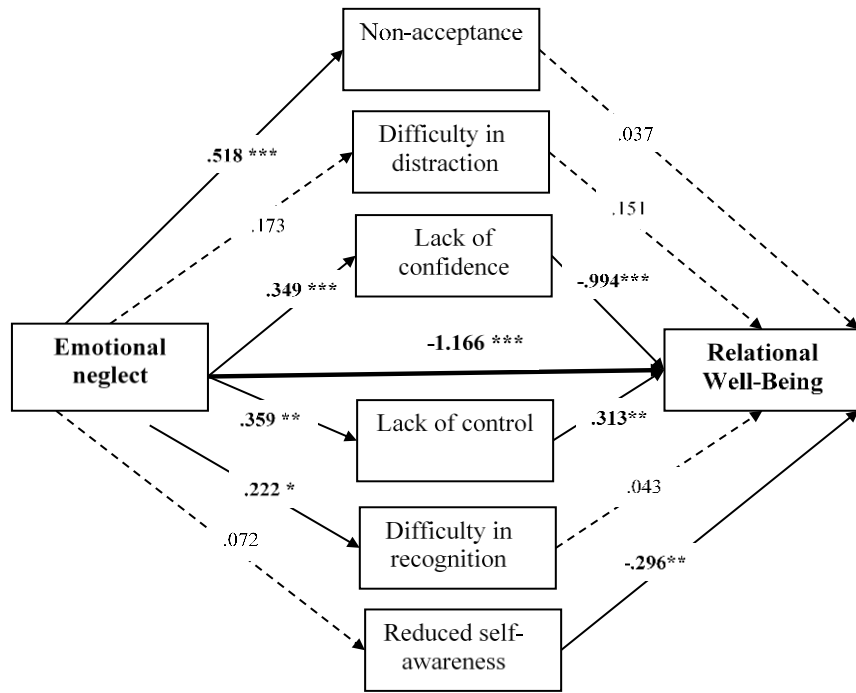 Non-acceptance
.037
Difficulty in
distraction
.518 ***
.173
.151
Lack of
confidence
.349 ***
-.994***
-1.166 ***
Emotional
neglect
Relational
Well-Being
.359 **
Lack of control
.313**
.222 *
.043
.072
Difficulty in
recognition
-.296**
Reduced self-
awareness